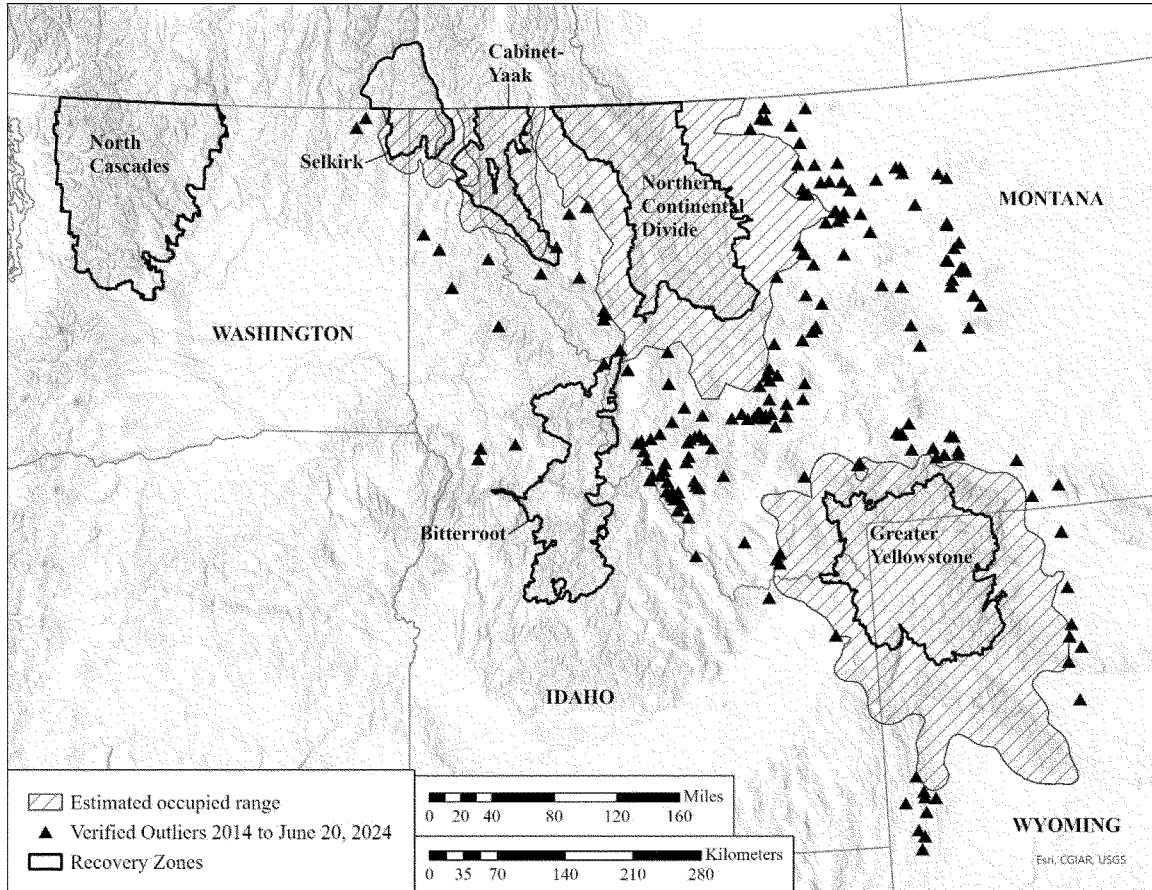 Cabinet-
Yaak
North
Cascades
Selkirk
Northern
Continental
Divide
MONTANA
WASHINGTON
Bitterroot
Greater
Yellowstone
IDAHO
WYOMING
Estimated occupied range
Verified Outliers 2014 to June 20, 2024
Recovery Zones
Miles
0 20 40 80 120 160
Kilometers
0 35 70 140 210 280
Esri, CGIAR, USGS